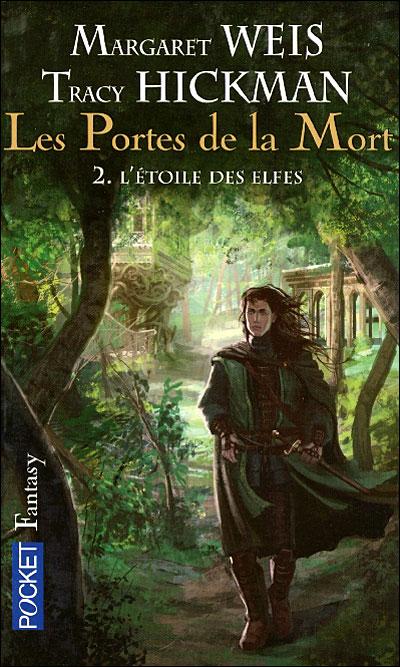 MARGARET WEIS
TRACY HICKMAN
Les Portes de la Mort
2. L'ÉTOILE DES ELFES
POCKET Fantasy